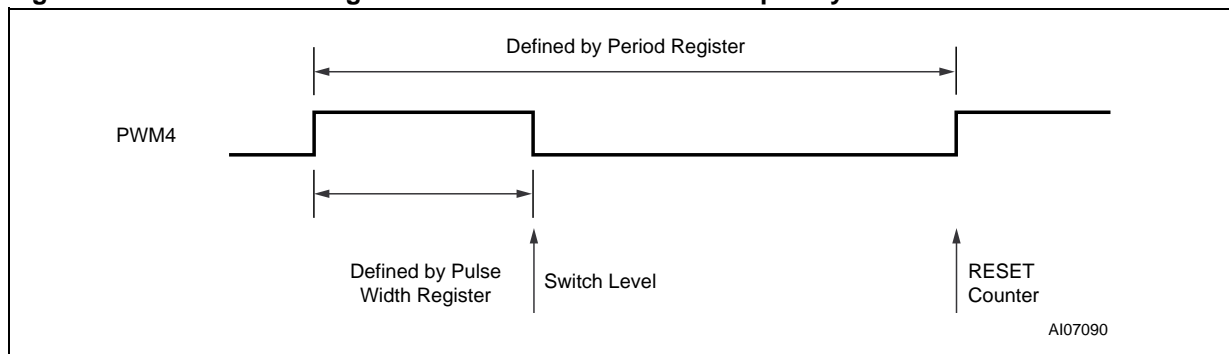 Defined by Period Register
PWM4
Defined by Pulse
Width Register
Switch Level
RESET
Counter
AI07090